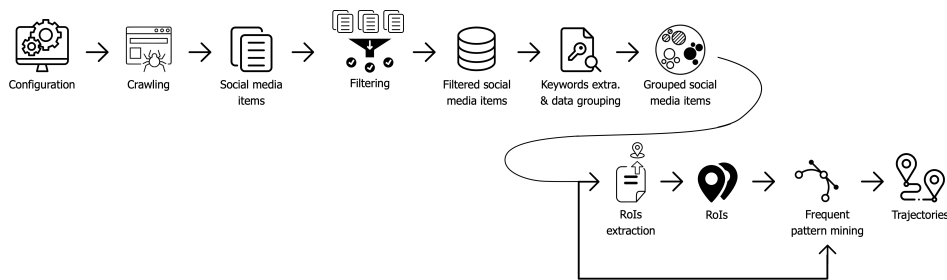 Configuration
Crawling
Social media
items
Filtering
Filtered social
media items
Keywords extra.
& data grouping
Grouped social
media items
RoIs
extraction
RoIs
Frequent
pattern mining
Trajectories